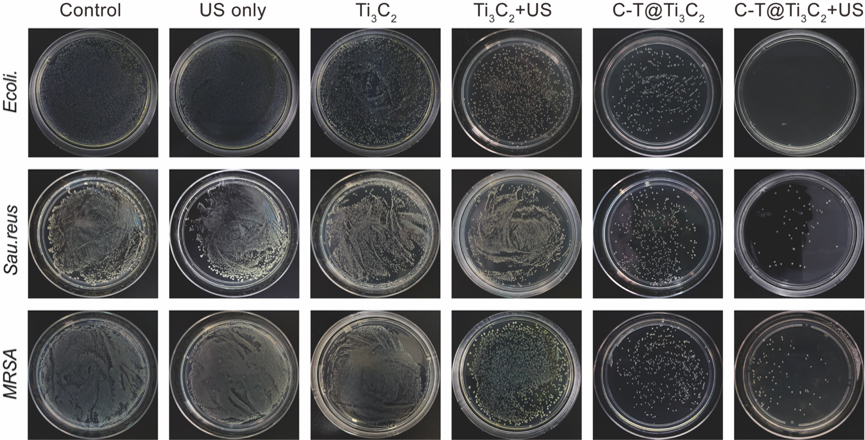 Control US only Ti₃C₂ Ti₃C₂+US C-T@Ti₃C₂ C-T@Ti₃C₂+US
Ecoli.
Sau.reus
MRSA